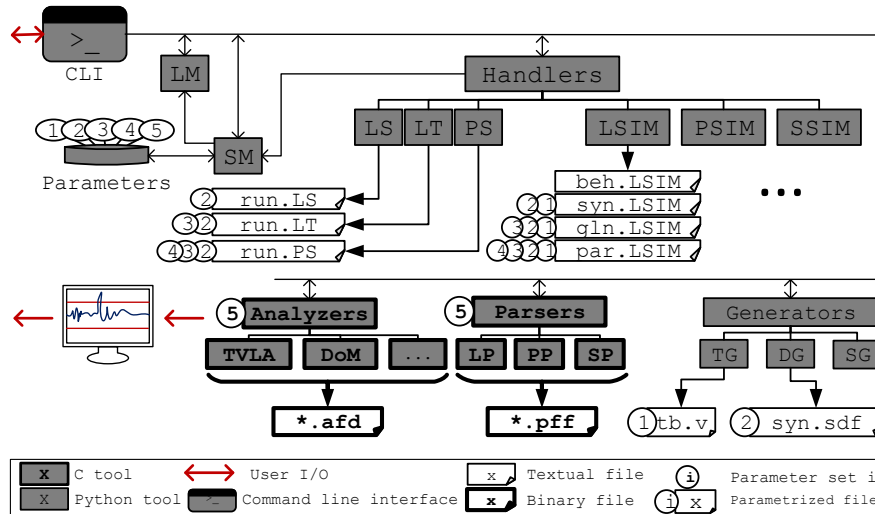 >_
CLI
LM
Handlers
1 2 3 4 5
LS LT PS LSIM PSIM SSIM
SM
Parameters
beh.LSIM
2 run.LS
2 1 syn.LSIM
...
3 2 run.LT
3 2 1 gln.LSIM
4 3 2 run.PS
4 3 2 1 par.LSIM
5 Analyzers
5 Parsers
Generators
TVLA DoM ...
LP PP SP
TG DG SG
*.afd
*.pff
1 tb.v
2 syn.sdf
x C tool
User I/O
x Textual file
i Parameter set i
x Python tool
>_ Command line interface
x Binary file
i x Parametrized file